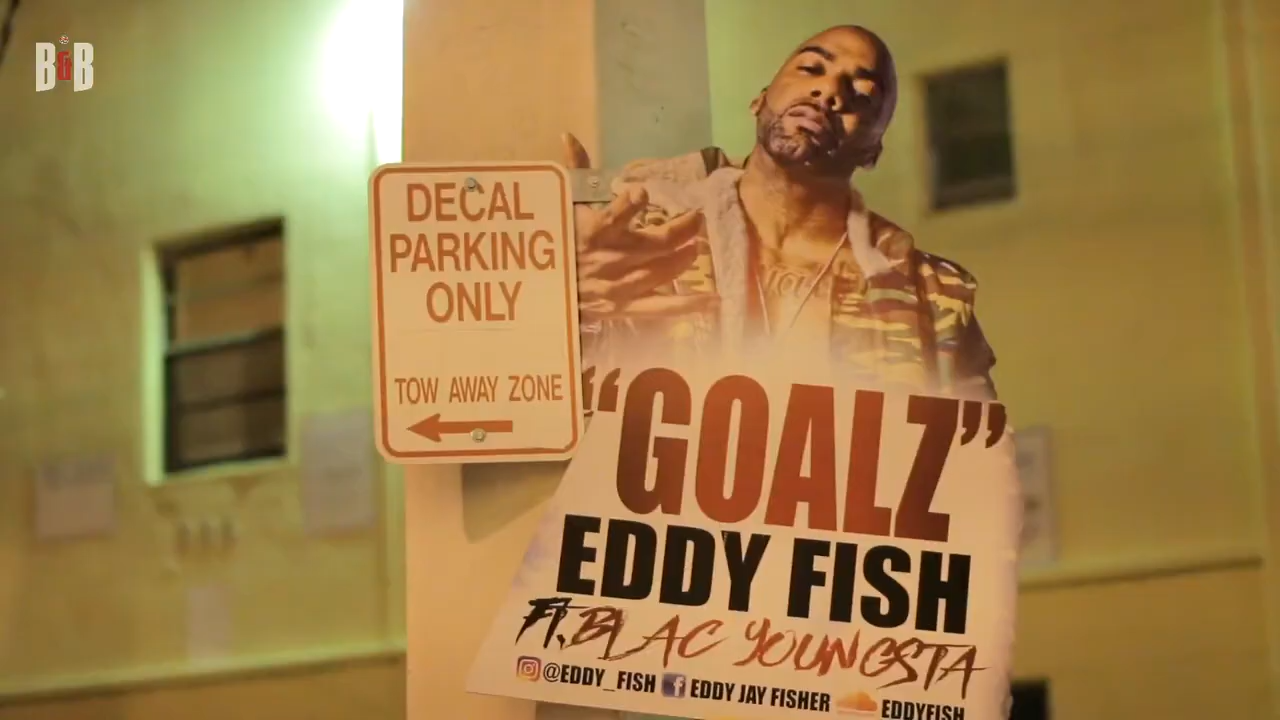 B&B
DECAL
PARKING
ONLY
TOW AWAY ZONE
"GOALZ"
EDDY FISH
FT. BLAC YOUNGSTA
@EDDY_FISH EDDY JAY FISHER EDDYFISH